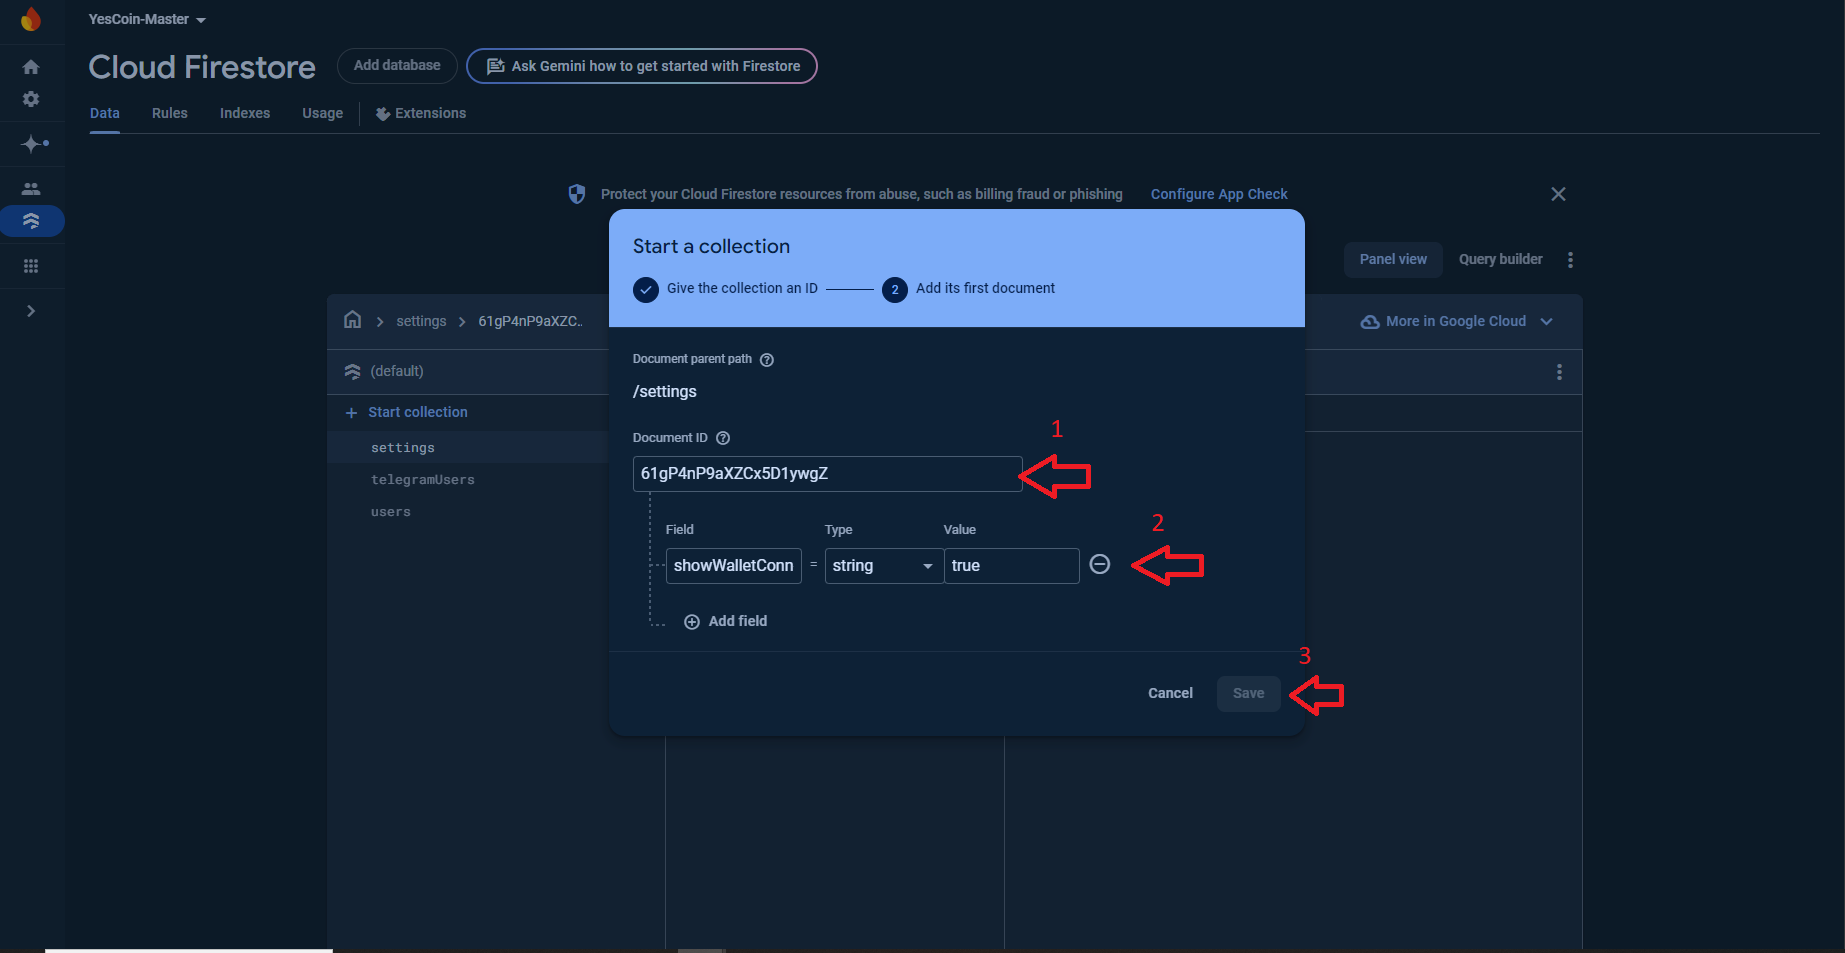 YesCoin-Master
Cloud Firestore
Add database
Ask Gemini how to get started with Firestore
Data
Rules
Indexes
Usage
Extensions
Protect your Cloud Firestore resources from abuse, such as billing fraud or phishing
Configure App Check
Start a collection
Give the collection an ID
2
Add its first document
Panel view
Query builder
settings
61gP4nP9aXZC..
More in Google Cloud
(default)
Start collection
settings
telegramUsers
users
Document parent path
/settings
Document ID
1
61gP4nP9aXZCx5D1ywgZ
2
Field
Type
Value
showWalletConn
=
string
true
Add field
3
Cancel
Save